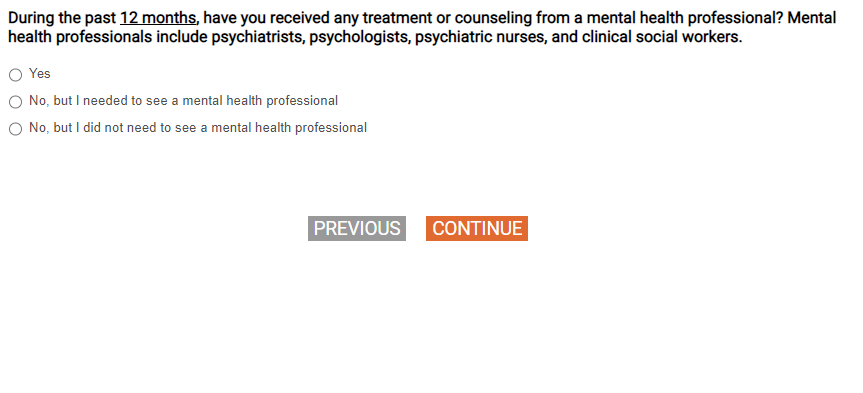 During the past 12 months, have you received any treatment or counseling from a mental health professional? Mental
health professionals include psychiatrists, psychologists, psychiatric nurses, and clinical social workers.
Yes
No, but I needed to see a mental health professional
No, but I did not need to see a mental health professional
PREVIOUS CONTINUE